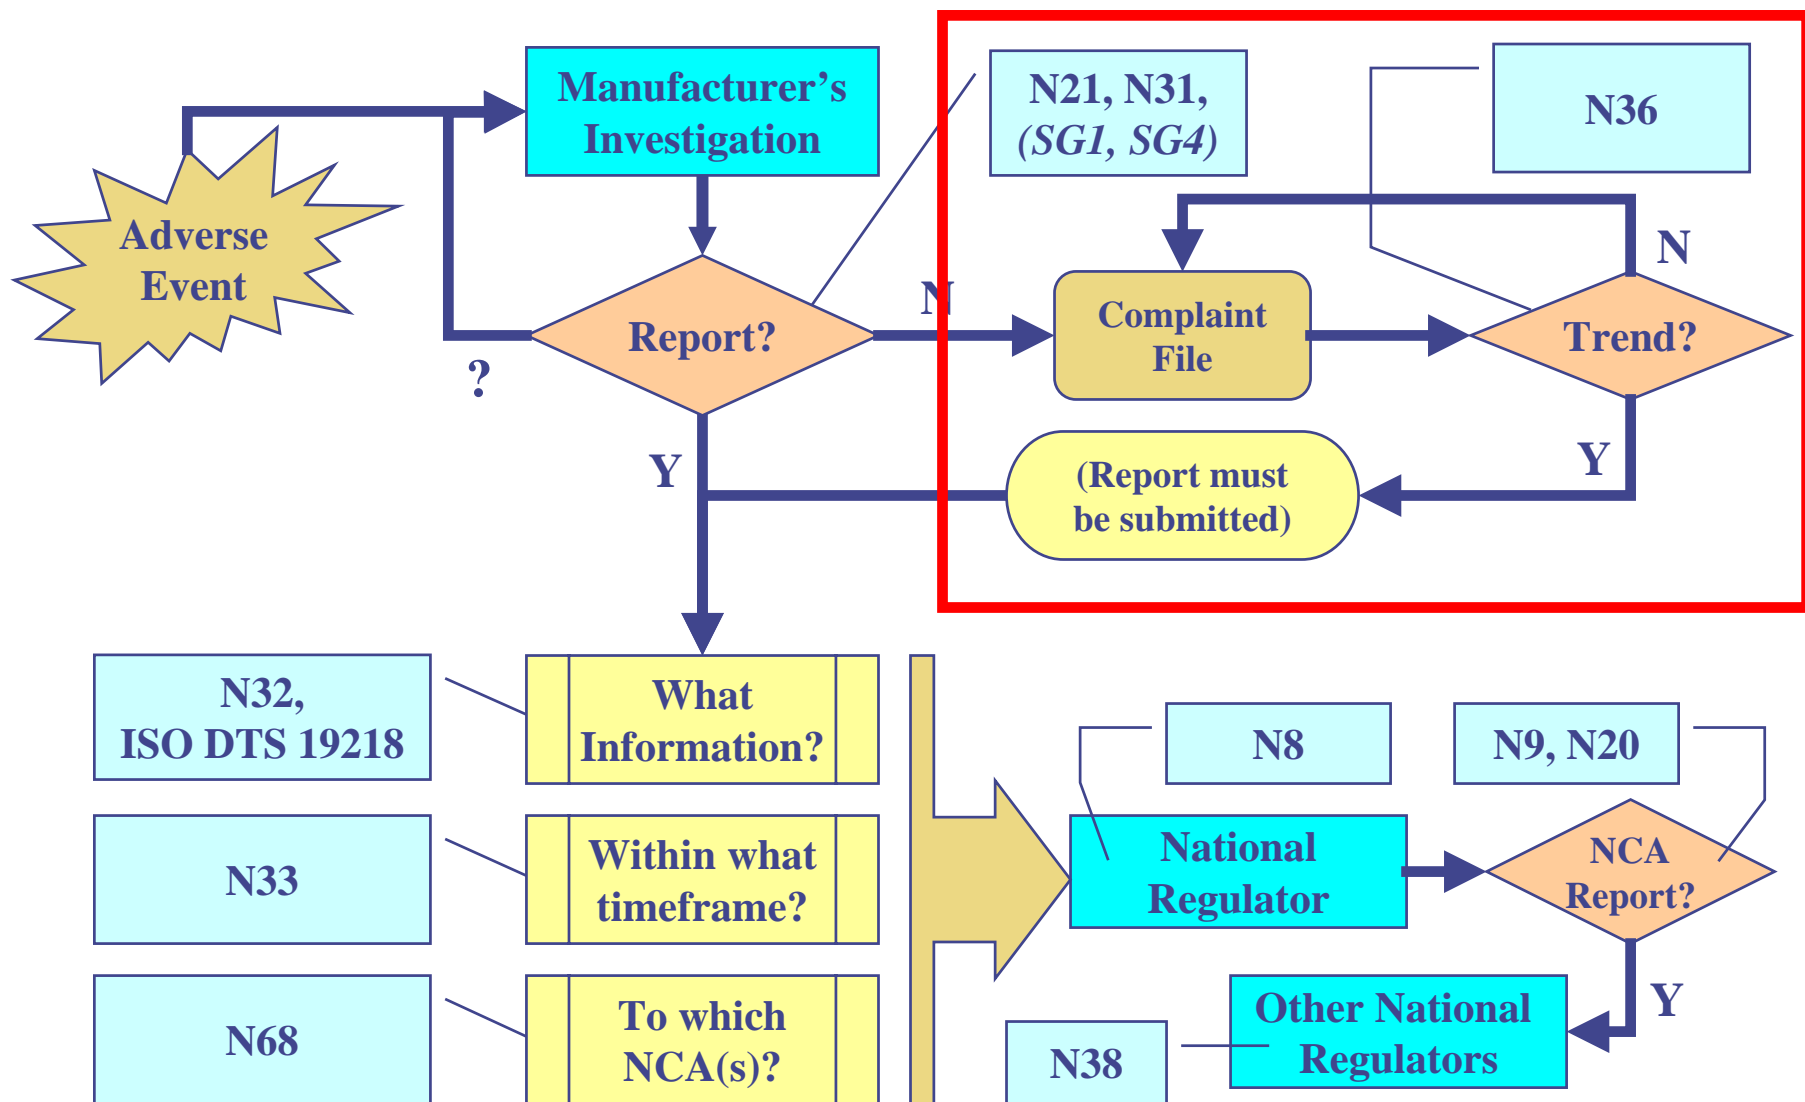 Manufacturer's
Investigation
N21, N31,
(SG1, SG4)
N36
Adverse
Event
N
N
Report?
Complaint
File
Trend?
?
Y
(Report must
be submitted)
Y
N32,
ISO DTS 19218
What
Information?
N8
N9, N20
N33
Within what
timeframe?
National
Regulator
NCA
Report?
N68
To which
NCA(s)?
N38
Other National
Regulators
Y